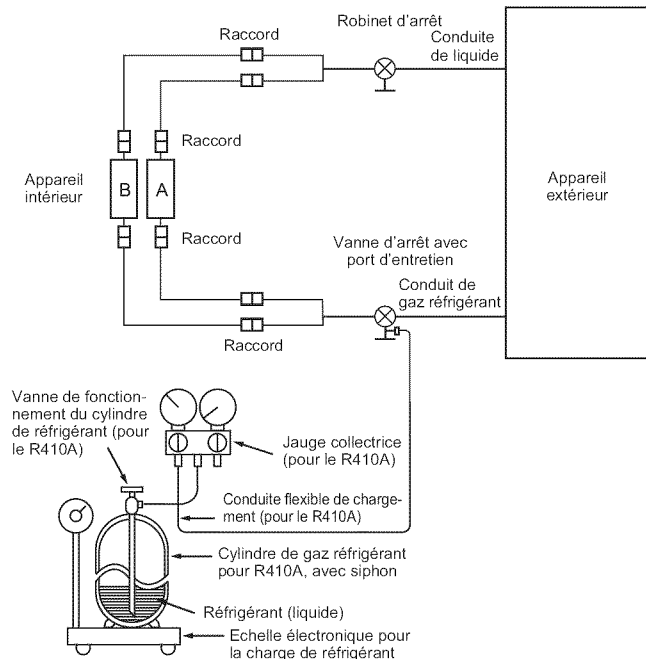 Raccord
Robinet d'arrêt
Conduite
de liquide
Raccord
Raccord
Appareil
intérieur
B
A
Appareil
extérieur
Raccord
Vanne d'arrêt avec
port d'entretien
Conduit de
gaz réfrigérant
Raccord
Vanne de fonction-
nement du cylindre
de réfrigérant (pour
le R410A)
Jauge collectrice
(pour le R410A)
Conduite flexible de charge-
ment (pour le R410A)
Cylindre de gaz réfrigérant
pour R410A, avec siphon
Réfrigérant (liquide)
Echelle électronique pour
la charge de réfrigérant